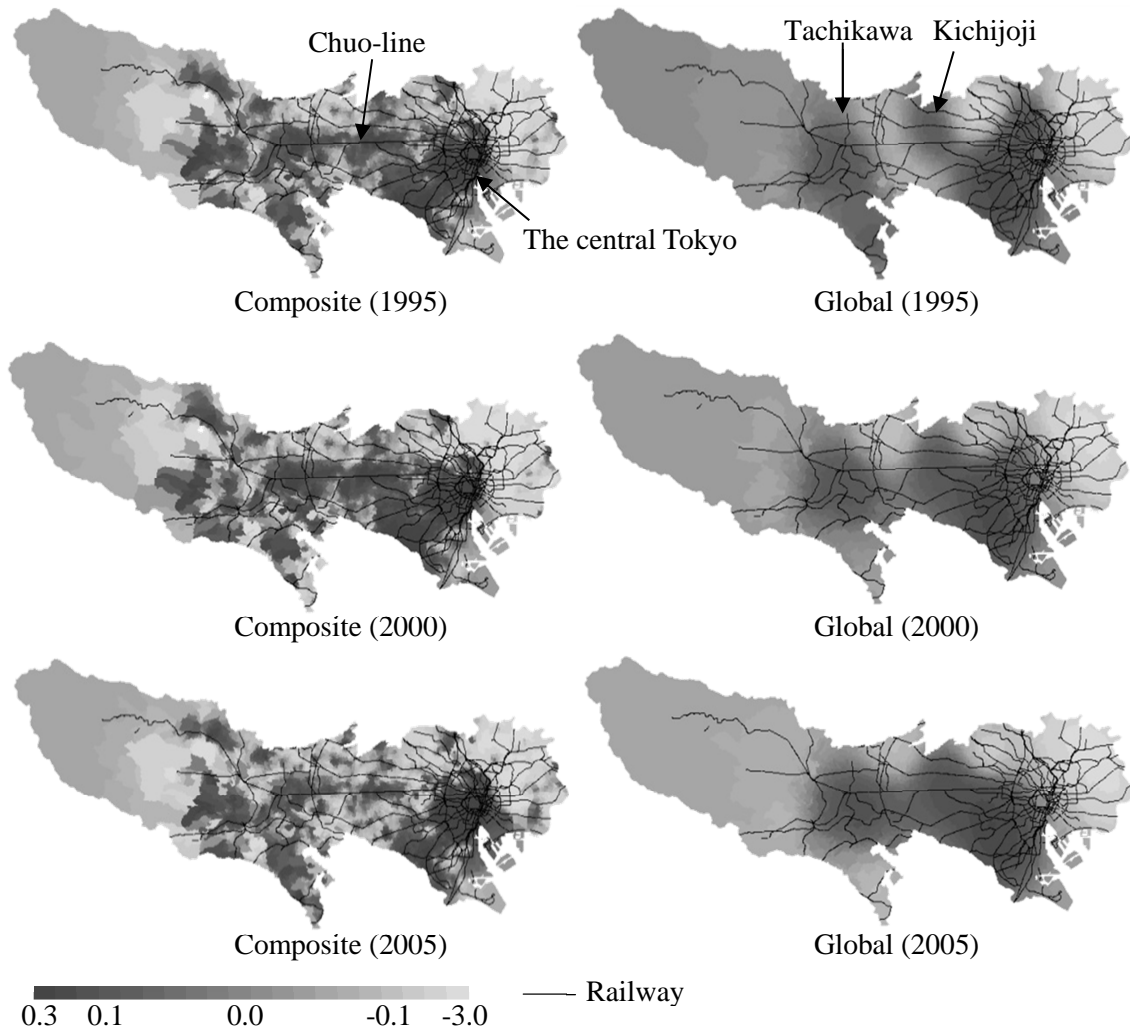 Chuo-line
Tachikawa
Kichijoji
The central Tokyo
Composite (1995)
Global (1995)
Composite (2000)
Global (2000)
Composite (2005)
Global (2005)
0.3 0.1 0.0 -0.1 -3.0
Railway